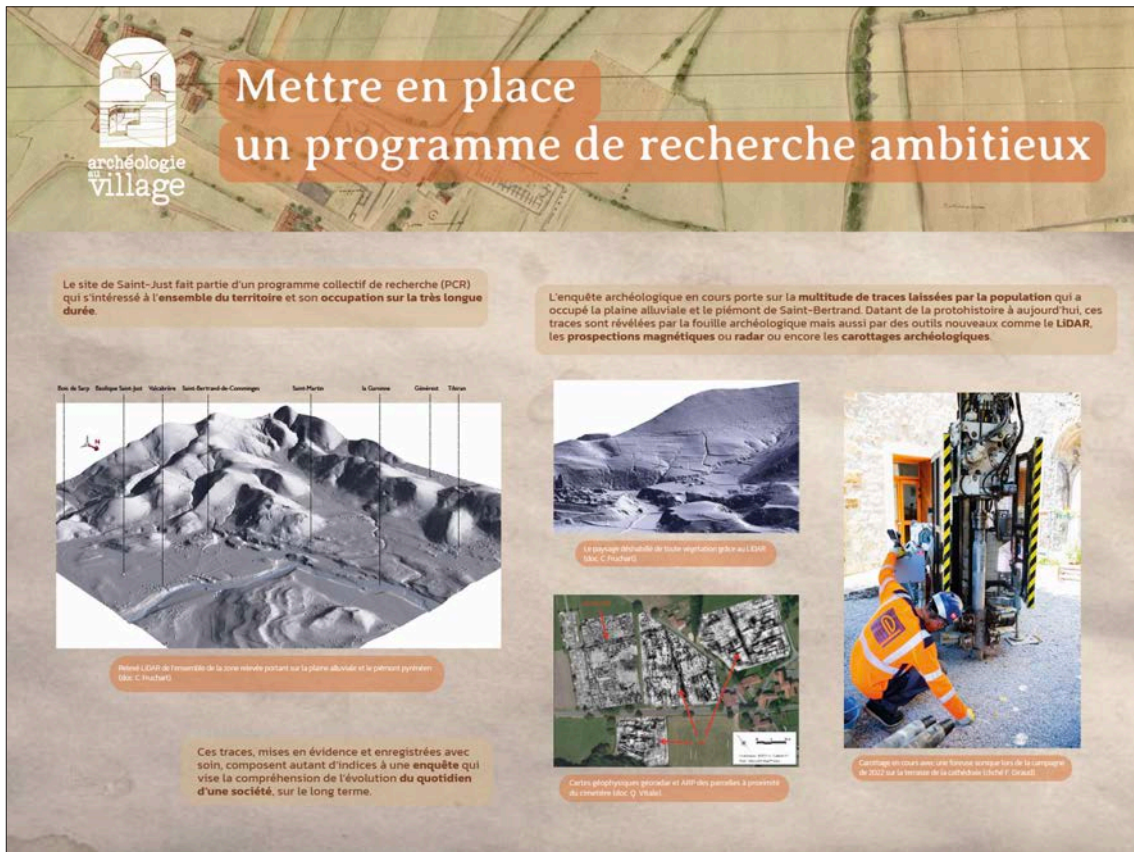 archéologie
au
village
Mettre en place
un programme de recherche ambitieux
Le site de Saint-Just fait partie d'un programme collectif de recherche (PCR)
qui s'intéressé à l'ensemble du territoire et son occupation sur la très longue
durée.
L'enquête archéologique en cours porte sur la multitude de traces laissées par la population qui a
occupé la plaine alluviale et le piémont de Saint-Bertrand. Datant de la protohistoire à aujourd'hui, ces
traces sont révélées par la fouille archéologique mais aussi par des outils nouveaux comme le LiDAR,
les prospections magnétiques ou radar ou encore les carottages archéologiques.
Bois de Sarp Basilique Saint-Just Valcabrère Saint-Bertrand-de-Comminges Saint-Martin la Garonne Générest Tibiran
N
Relevé LiDAR de l'ensemble de la zone relevée portant sur la plaine alluviale et le piémont pyrénéen
(doc. C. Fruchart).
Ces traces, mises en évidence et enregistrées avec
soin, composent autant d'indices à une enquête qui
vise la compréhension de l'évolution du quotidien
d'une société, sur le long terme.
Le paysage déshabillé de toute végétation grâce au LiDAR
(doc. C. Fruchart).
Cartes géophysiques géoradar et ARP des parcelles à proximité
du cimetière (doc. Q. Vitale).
Carottage en cours avec une foreuse sonique lors de la campagne
de 2022 sur la terrasse de la cathédrale (cliché F. Giraud).